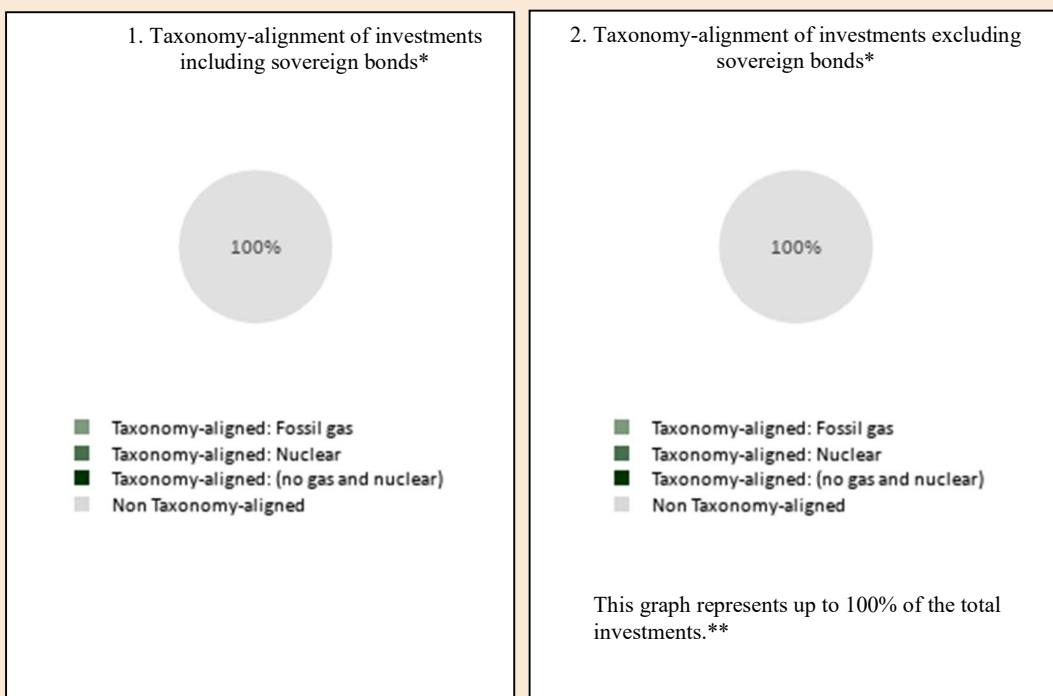 1. Taxonomy-alignment of investments
including sovereign bonds*
100%
Taxonomy-aligned: Fossil gas
Taxonomy-aligned: Nuclear
Taxonomy-aligned: (no gas and nuclear)
Non Taxonomy-aligned
2. Taxonomy-alignment of investments excluding
sovereign bonds*
100%
Taxonomy-aligned: Fossil gas
Taxonomy-aligned: Nuclear
Taxonomy-aligned: (no gas and nuclear)
Non Taxonomy-aligned
This graph represents up to 100% of the total
investments.**